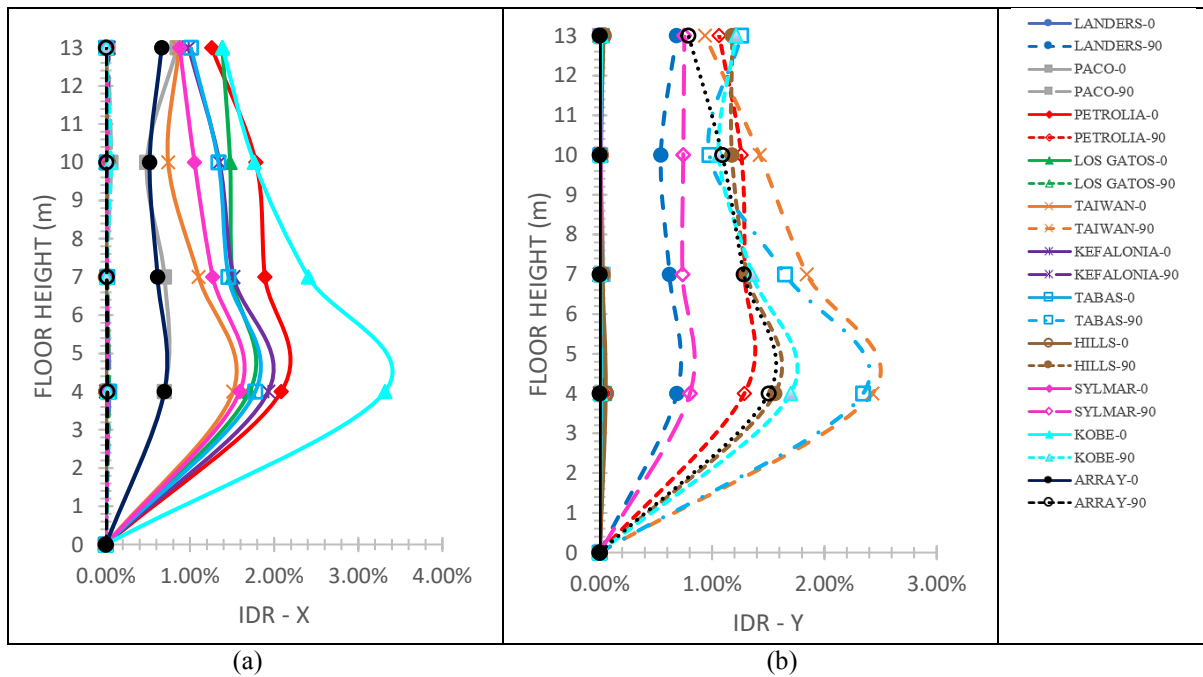 FLOOR HEIGHT (m)
13
12
11
10
9
8
7
6
5
4
3
2
1
0
0.00% 1.00% 2.00% 3.00% 4.00%
IDR - X
(a)
FLOOR HEIGHT (m)
13
12
11
10
9
8
7
6
5
4
3
2
1
0
0.00% 1.00% 2.00% 3.00%
IDR - Y
(b)
LANDERS-0
LANDERS-90
PACO-0
PACO-90
PETROLIA-0
PETROLIA-90
LOS GATOS-0
LOS GATOS-90
TAIWAN-0
TAIWAN-90
KEFALONIA-0
KEFALONIA-90
TABAS-0
TABAS-90
HILLS-0
HILLS-90
SYLMAR-0
SYLMAR-90
KOBE-0
KOBE-90
ARRAY-0
ARRAY-90